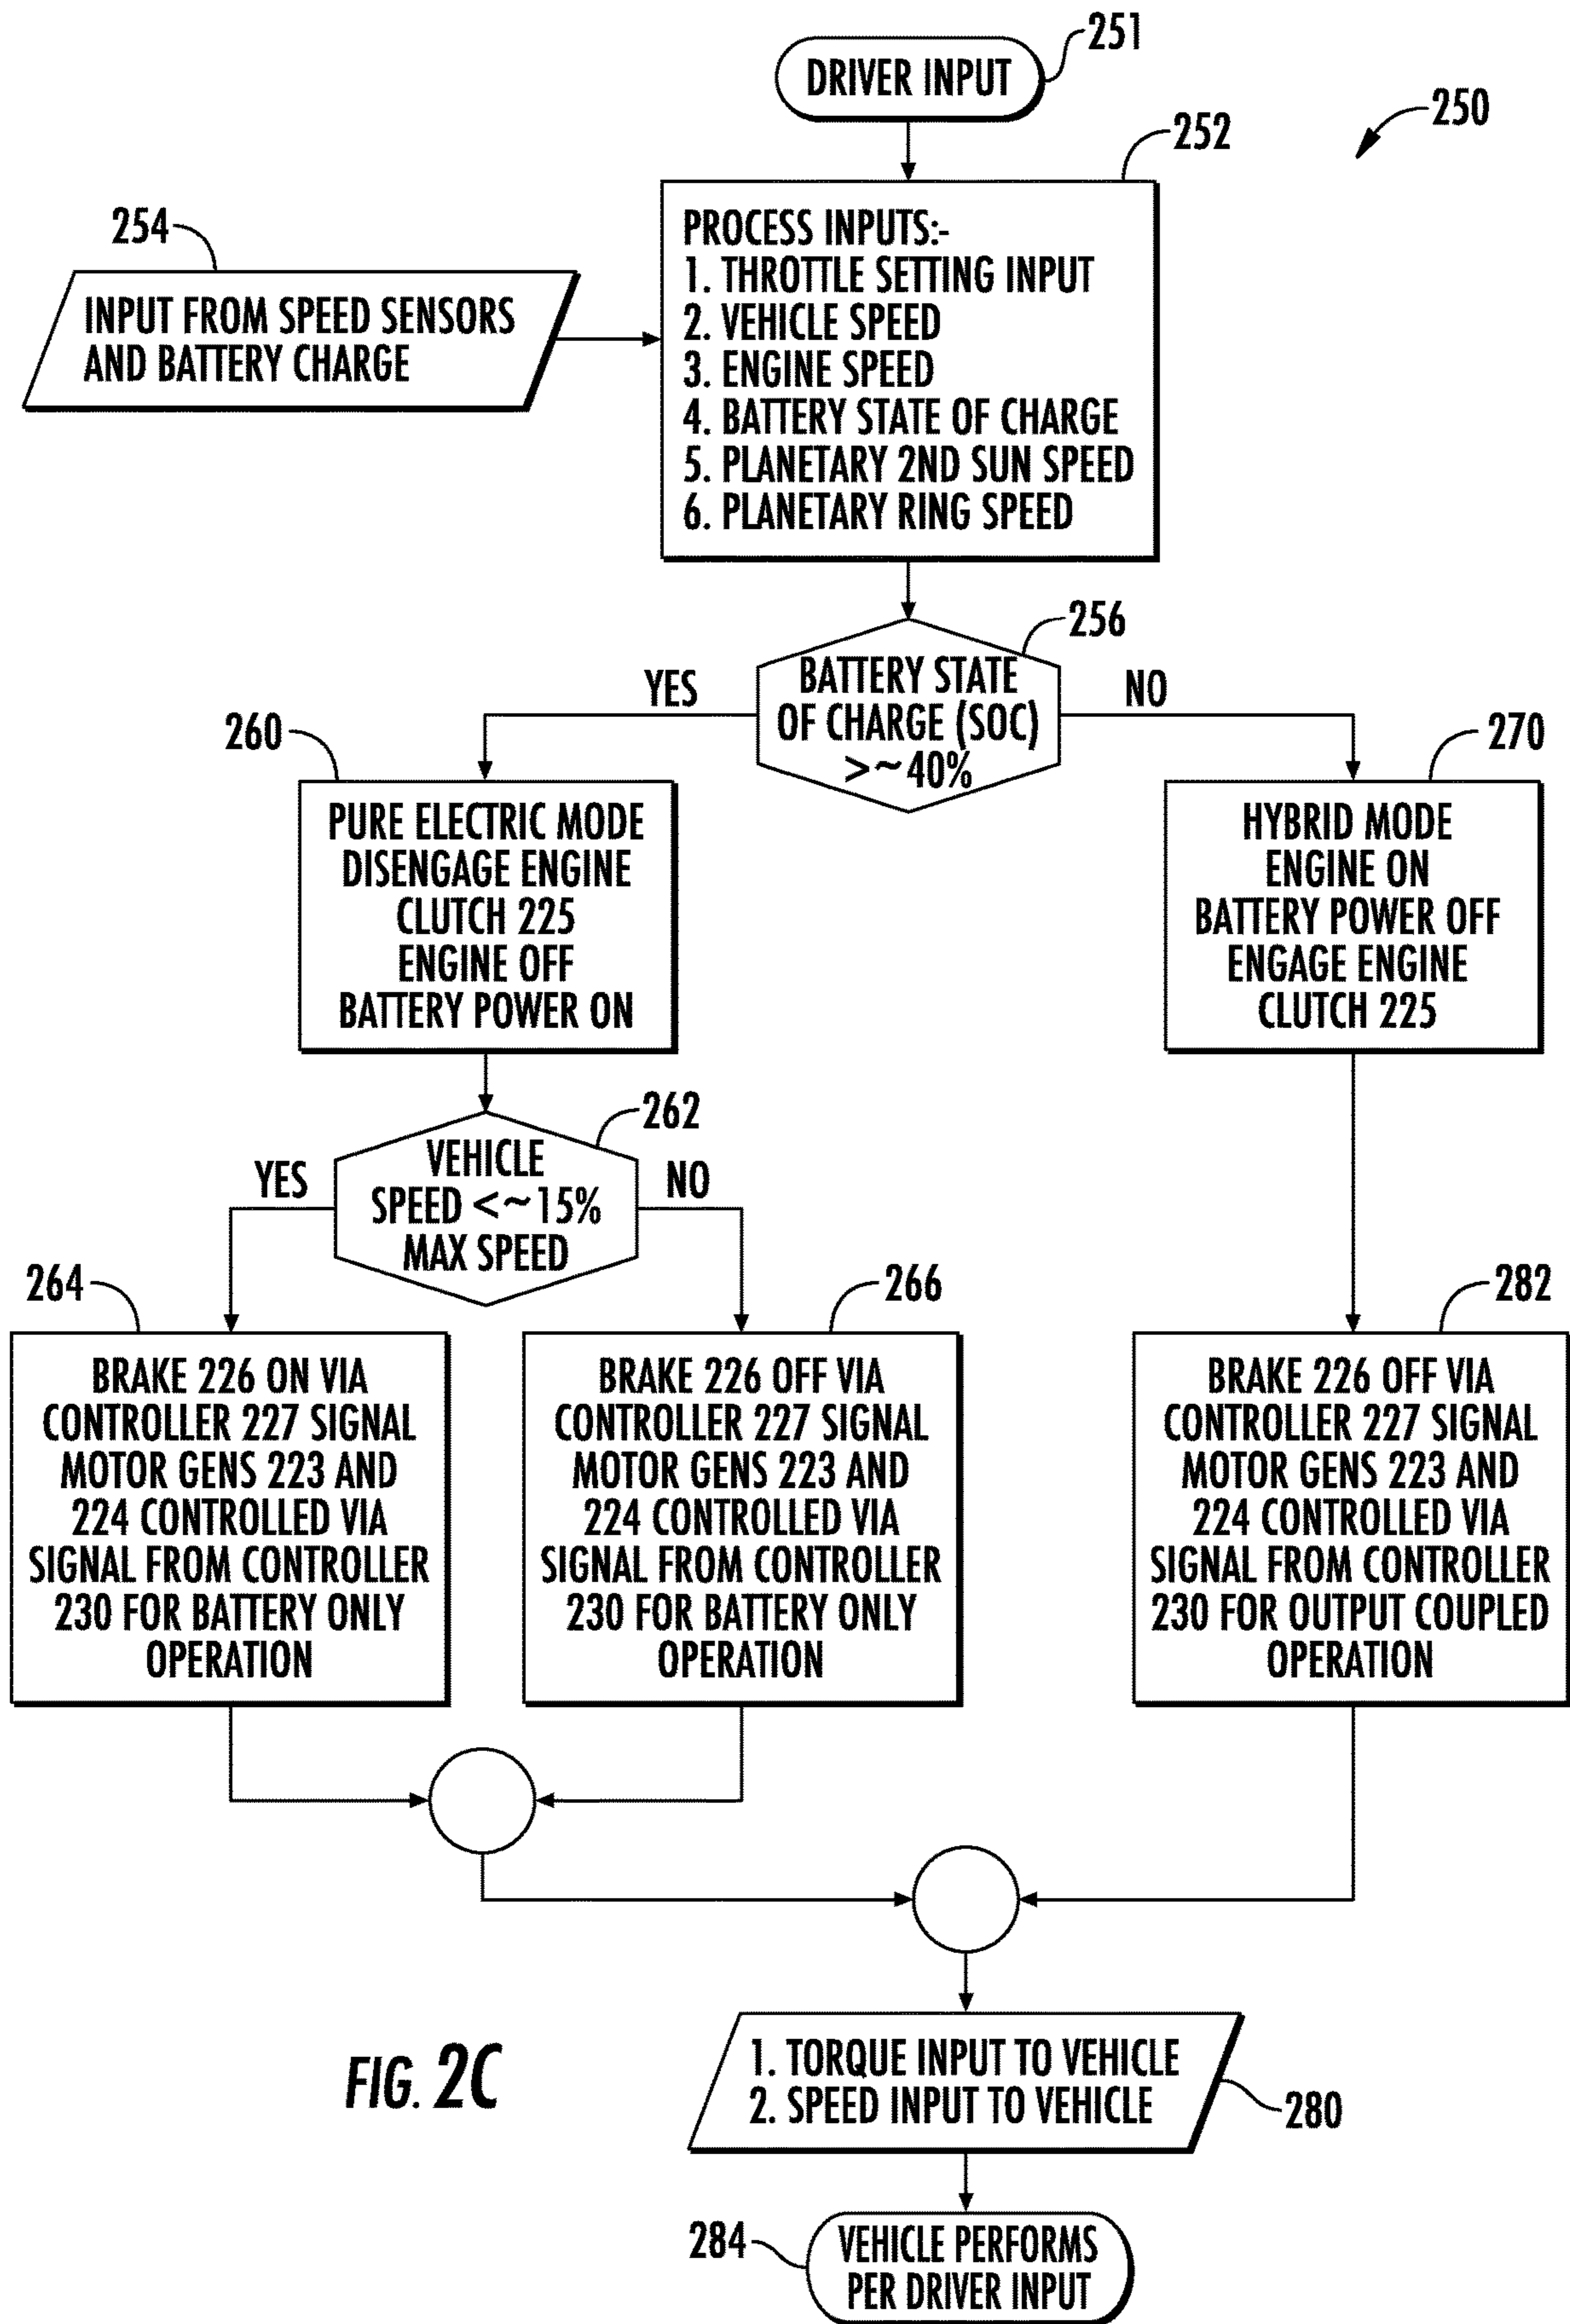 251
DRIVER INPUT
250
252
254
PROCESS INPUTS:-
1. THROTTLE SETTING INPUT
2. VEHICLE SPEED
3. ENGINE SPEED
4. BATTERY STATE OF CHARGE
5. PLANETARY 2ND SUN SPEED
6. PLANETARY RING SPEED
INPUT FROM SPEED SENSORS
AND BATTERY CHARGE
256
BATTERY STATE
OF CHARGE (SOC)
>~40%
YES
NO
260
PURE ELECTRIC MODE
DISENGAGE ENGINE
CLUTCH 225
ENGINE OFF
BATTERY POWER ON
270
HYBRID MODE
ENGINE ON
BATTERY POWER OFF
ENGAGE ENGINE
CLUTCH 225
262
VEHICLE
SPEED <~15%
MAX SPEED
YES
NO
264
BRAKE 226 ON VIA
CONTROLLER 227 SIGNAL
MOTOR GENS 223 AND
224 CONTROLLED VIA
SIGNAL FROM CONTROLLER
230 FOR BATTERY ONLY
OPERATION
266
BRAKE 226 OFF VIA
CONTROLLER 227 SIGNAL
MOTOR GENS 223 AND
224 CONTROLLED VIA
SIGNAL FROM CONTROLLER
230 FOR BATTERY ONLY
OPERATION
282
BRAKE 226 OFF VIA
CONTROLLER 227 SIGNAL
MOTOR GENS 223 AND
224 CONTROLLED VIA
SIGNAL FROM CONTROLLER
230 FOR OUTPUT COUPLED
OPERATION
1. TORQUE INPUT TO VEHICLE
2. SPEED INPUT TO VEHICLE
280
284
VEHICLE PERFORMS
PER DRIVER INPUT
FIG. 2C